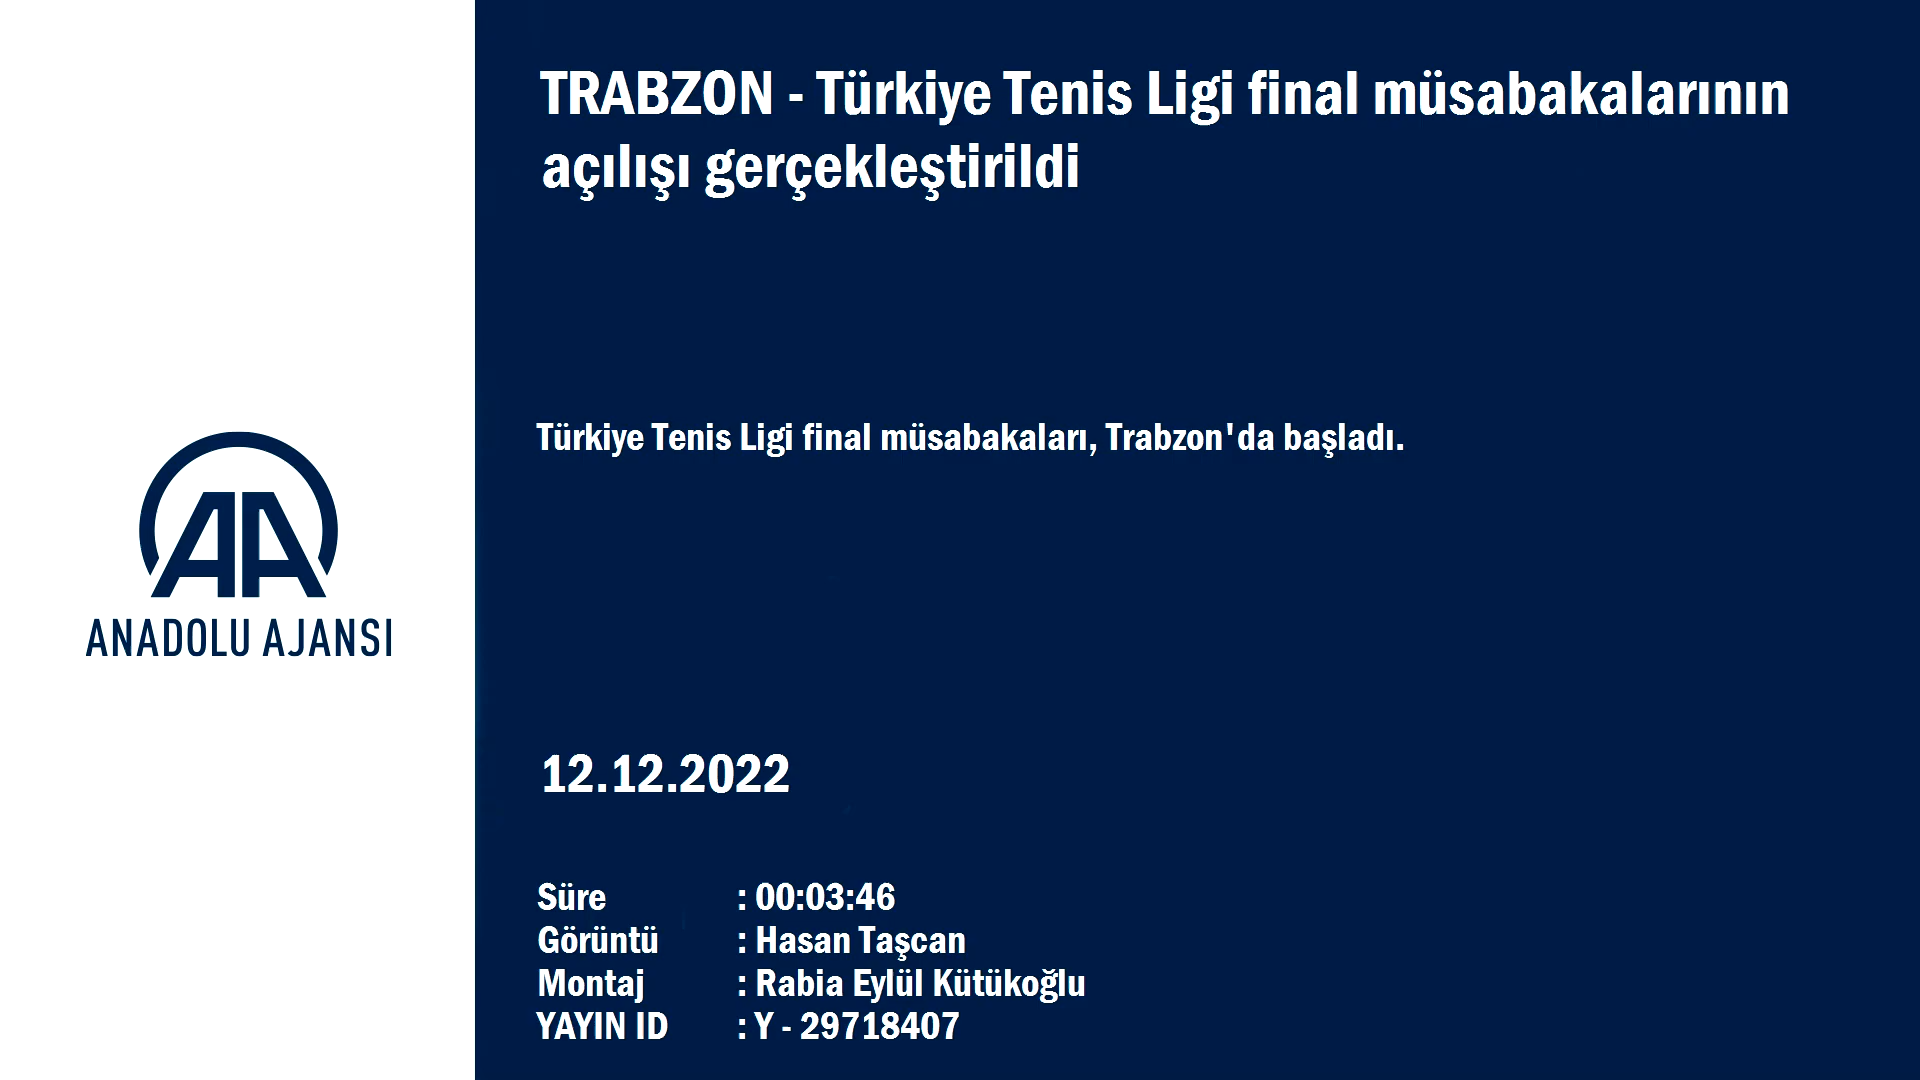 TRABZON - Türkiye Tenis Ligi final müsabakalarının
açılışı gerçekleştirildi
Türkiye Tenis Ligi final müsabakaları, Trabzon'da başladı.
AA
ANADOLU AJANSI
12.12.2022
Süre : 00:03:46
Görüntü : Hasan Taşcan
Montaj : Rabia Eylül Kütükoğlu
YAYIN ID : Y - 29718407